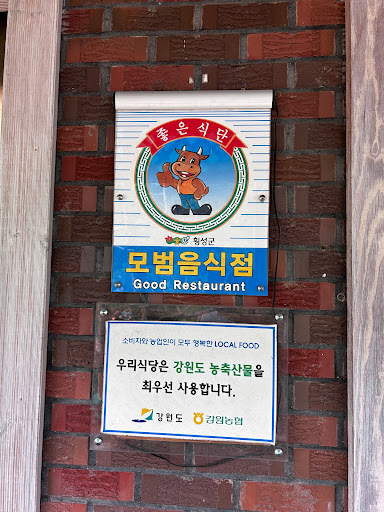 좋은식단
횡성군
모범음식점
Good Restaurant
소비자와 농업인이 모두 행복한 LOCAL FOOD
우리식당은 강원도 농축산물을
최우선 사용합니다.
강원도 강원농협